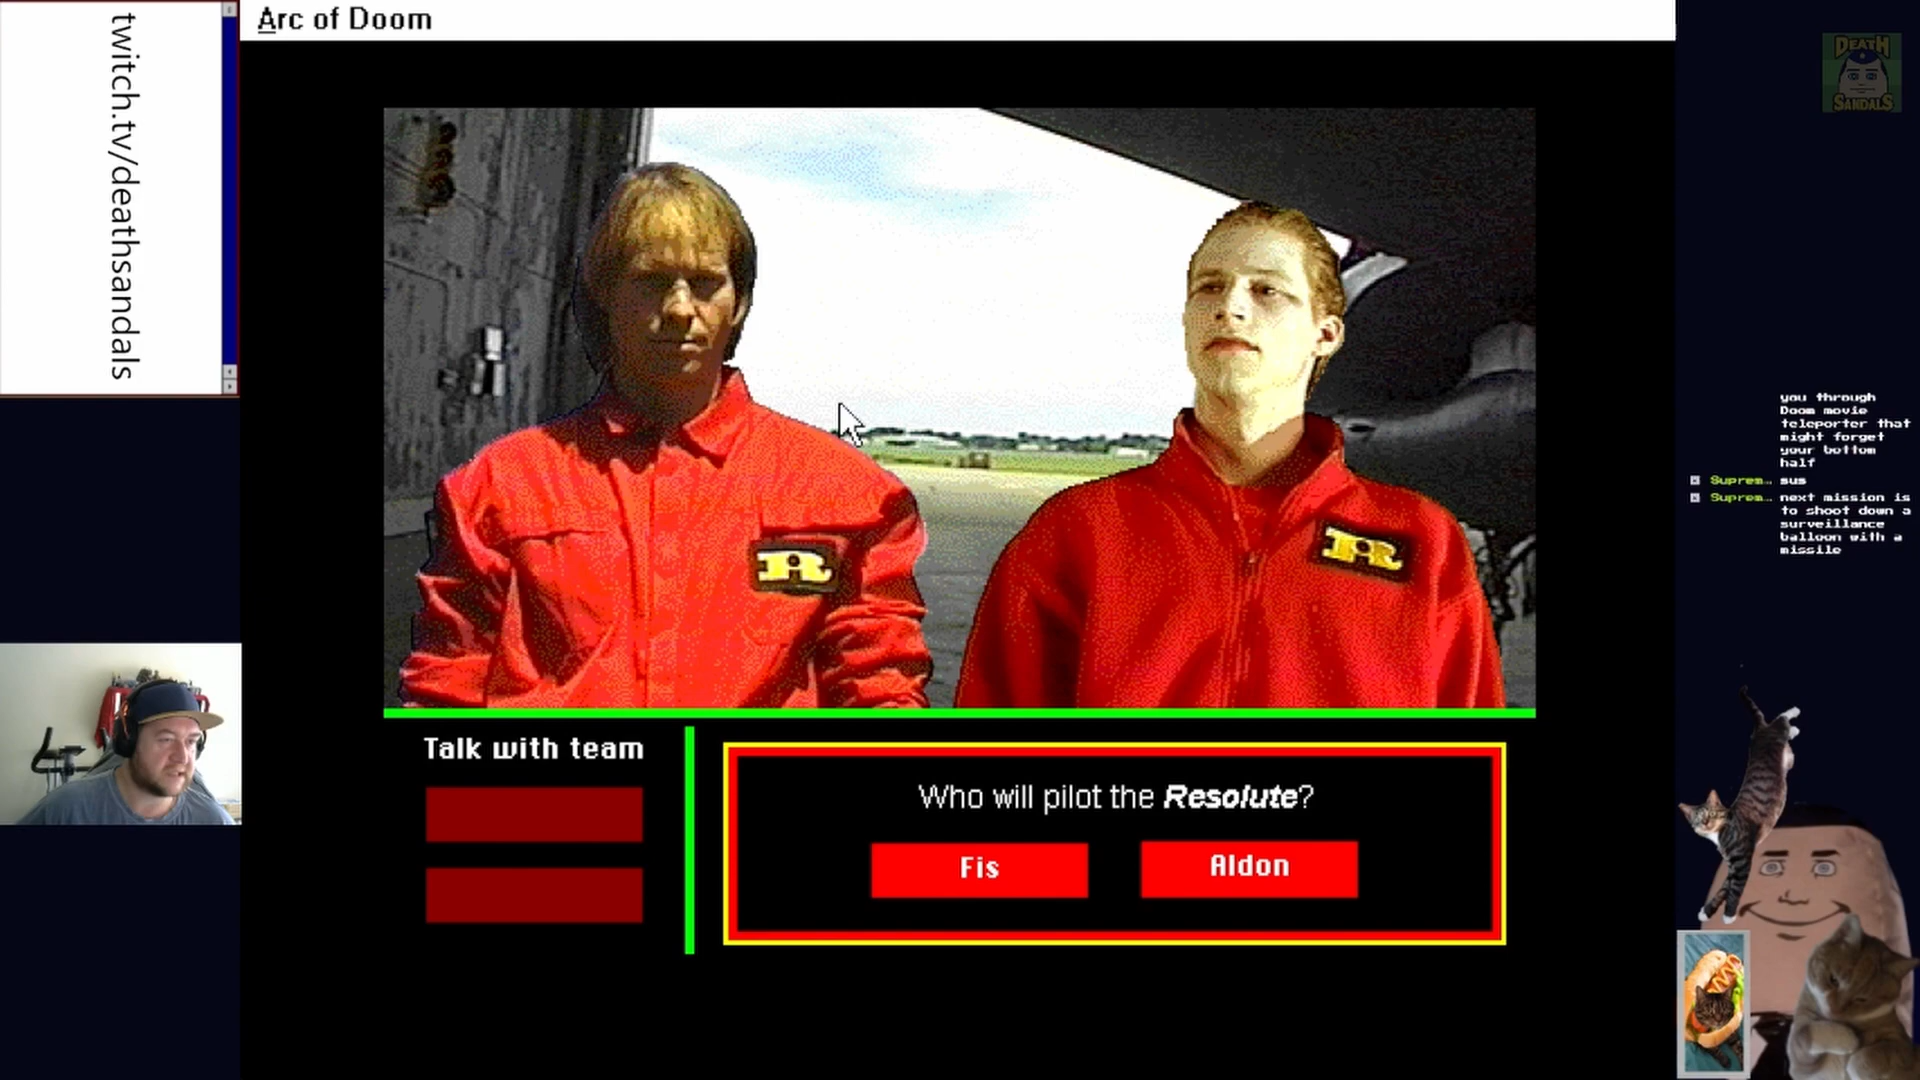 twitch.tv/deathsandals
Arc of Doom
DEATH
SANDALS
R
R
you through
Doom movie
teleporter that
might forget
your bottom
half
Suprem… sus
Suprem… next mission is
to shoot down a
surveillance
balloon with a
missile
Talk with team
Who will pilot the Resolute?
Fis
Aldon